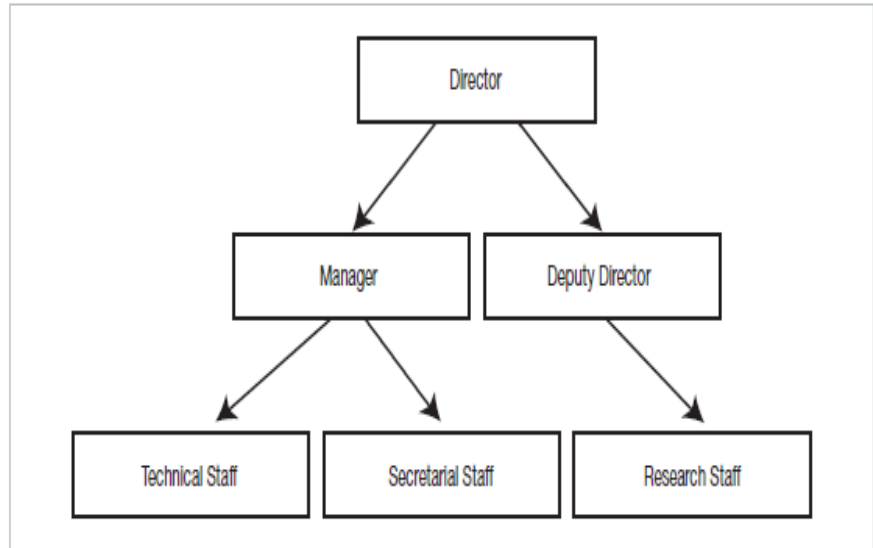 Director
Manager
Deputy Director
Technical Staff
Secretarial Staff
Research Staff